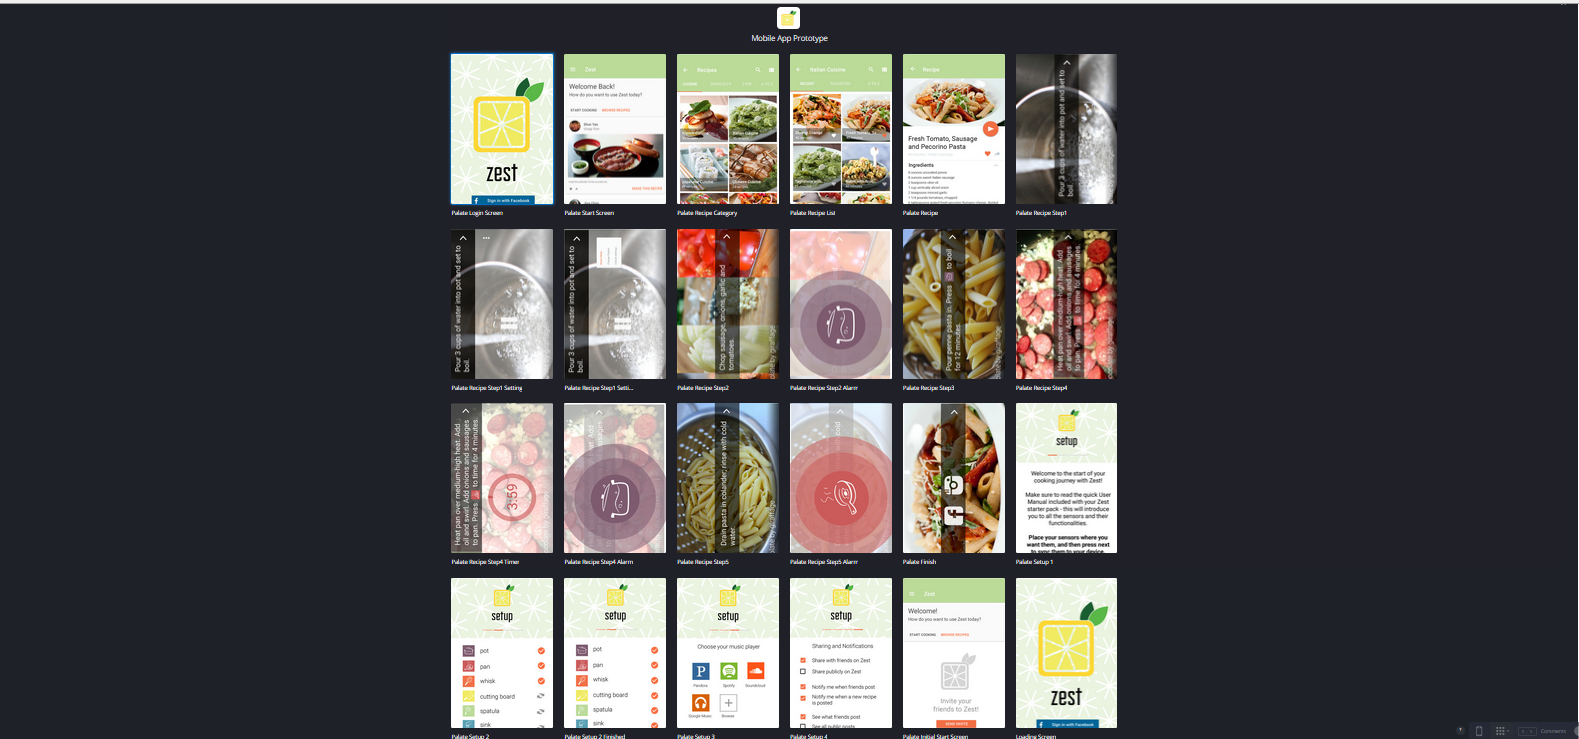 Mobile App Prototype
zest
Sign in with Facebook
Palate Login Screen
Zest
Welcome Back!
How do you want to use Zest today?
START COOKING BROWSE RECIPES
MAKE THIS RECIPE
Palate Start Screen
Recipes
CUISINE
Palate Recipe Category
Italian Cuisine
Palate Recipe List
Recipe
Fresh Tomato, Sausage
and Pecorino Pasta
Ingredients
Palate Recipe
Pour 3 cups of water into pot and set to
boil.
Palate Recipe Step1
Pour 3 cups of water into pot and set to
boil.
Palate Recipe Step1 Setting
Pour 3 cups of water into pot and set to
boil.
Palate Recipe Step1 Setti...
Chop sausage, onions, garlic and
tomatoes.
Palate Recipe Step2
Palate Recipe Step2 Alarm
Pour penne pasta in. Press to boil
for 12 minutes.
Palate Recipe Step3
Heat pan over medium-high heat. Add
oil and swirl. Add onions and sausages
to pan. Press to time for 4 minutes.
Palate Recipe Step4
Heat pan over medium-high heat. Add
oil and swirl. Add onions and sausages
to pan. Press to time for 4 minutes.
3:59
Palate Recipe Step4 Timer
Palate Recipe Step4 Alarm
Drain pasta in colander; rinse with cold
water.
Palate Recipe Step5
Palate Recipe Step5 Alarm
Palate Finish
setup
Welcome to the start of your
cooking journey with Zest!
Make sure to read the quick User
Manual included with your Zest
starter pack - this will introduce
you to all the sensors and their
functionalities.
Place your sensors where you
want them, and then press next
to sync them to your device.
Palate Setup 1
setup
pot
pan
whisk
cutting board
spatula
sink
Palate Setup 2
setup
pot
pan
whisk
cutting board
spatula
sink
Palate Setup 2 Finished
setup
Choose your music player
Pandora Spotify Soundcloud
Google Music Browse
Palate Setup 3
setup
Sharing and Notifications
Share with friends on Zest
Share publicly on Zest
Notify me when friends post
Notify me when a new recipe
is posted
See what friends post
See all public posts
Palate Setup 4
Zest
Welcome!
How do you want to use Zest today?
START COOKING BROWSE RECIPES
Invite your
friends to Zest!
SEND INVITE
Palate Initial Start Screen
zest
Sign in with Facebook
Loading Screen
Comments